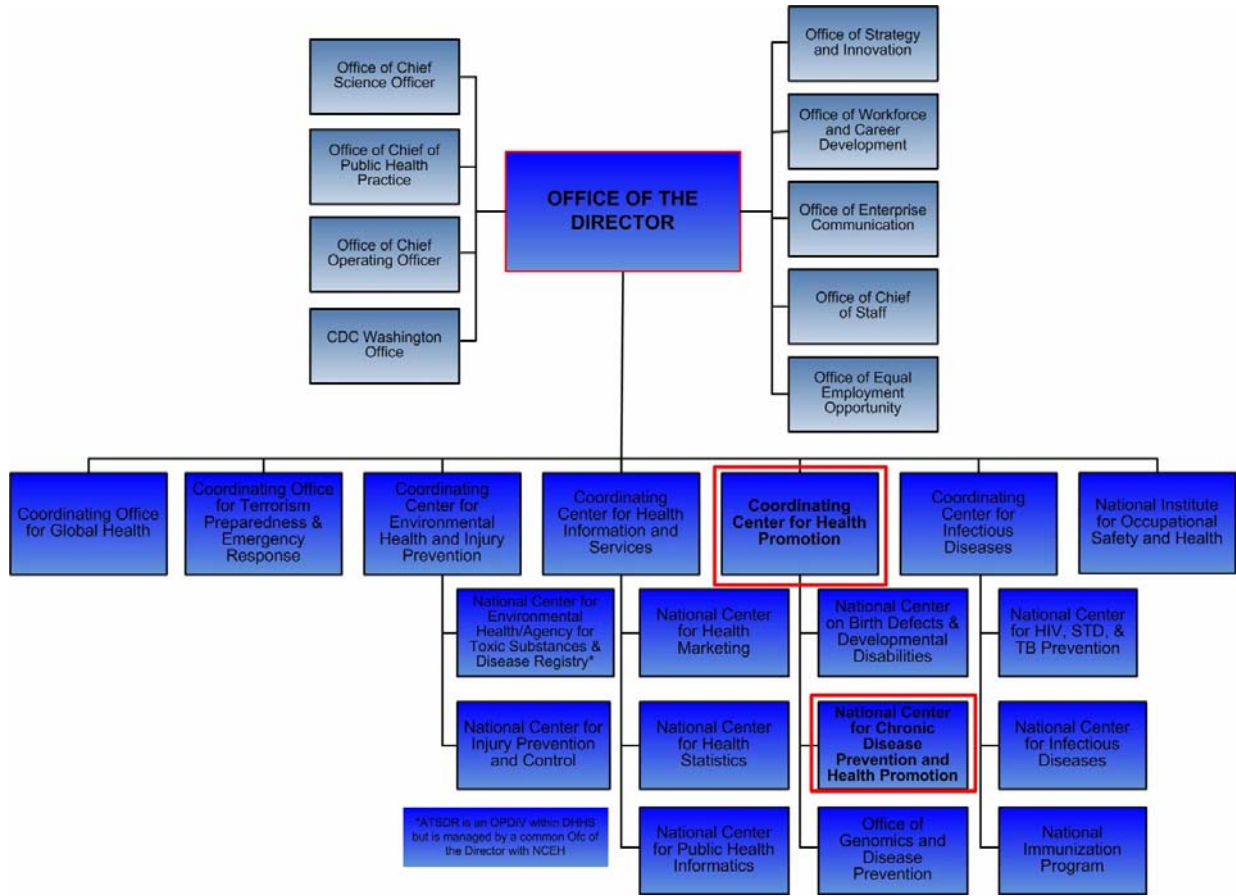 Office of Chief
Science Officer
Office of Chief of
Public Health
Practice
Office of Chief
Operating Officer
CDC Washington
Office
OFFICE OF THE
DIRECTOR
Office of Strategy
and Innovation
Office of Workforce
and Career
Development
Office of Enterprise
Communication
Office of Chief
of Staff
Office of Equal
Employment
Opportunity
Coordinating Office
for Global Health
Coordinating Office
for Terrorism
Preparedness &
Emergency
Response
Coordinating
Center for
Environmental
Health and Injury
Prevention
Coordinating
Center for Health
Information and
Services
Coordinating
Center for Health
Promotion
Coordinating
Center for
Infectious
Diseases
National Institute
for Occupational
Safety and Health
National Center for
Environmental
Health/Agency for
Toxic Substances &
Disease Registry*
National Center for
Injury Prevention
and Control
*ATSDR is an OPDIV within DHHS
but is managed by a common Ofc of
the Director with NCEH
National Center
for Health
Marketing
National Center
for Health
Statistics
National Center
for Public Health
Informatics
National Center
on Birth Defects &
Developmental
Disabilities
National Center
for Chronic
Disease
Prevention and
Health Promotion
Office of
Genomics and
Disease
Prevention
National Center
for HIV, STD, &
TB Prevention
National Center
for Infectious
Diseases
National
Immunization
Program